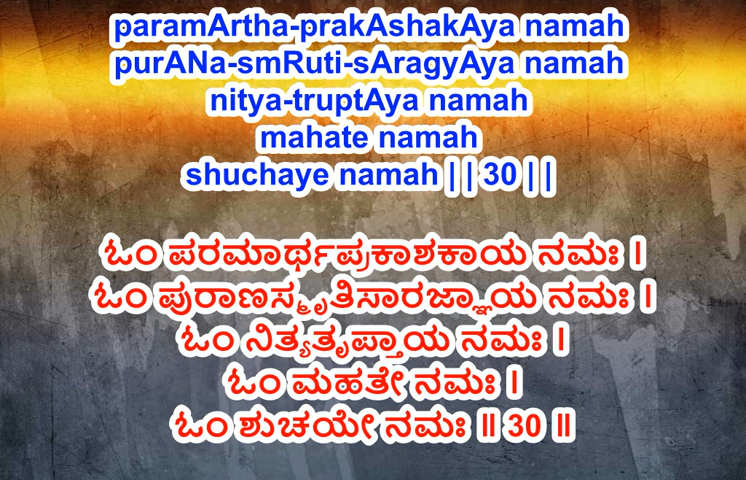 paramArtha-prakAshakAya namah
purANa-smRuti-sAragyAya namah
nitya-truptAya namah
mahate namah
shuchaye namah | | 30 | |
ಓಂ ಪರಮಾರ್ಥಪ್ರಕಾಶಕಾಯ ನಮಃ ।
ಓಂ ಪುರಾಣಸ್ಮೃತಿಸಾರಜ್ಞಾಯ ನಮಃ ।
ಓಂ ನಿತ್ಯತೃಪ್ತಾಯ ನಮಃ ।
ಓಂ ಮಹತೇ ನಮಃ ।
ಓಂ ಶುಚಯೇ ನಮಃ ॥ 30 ॥